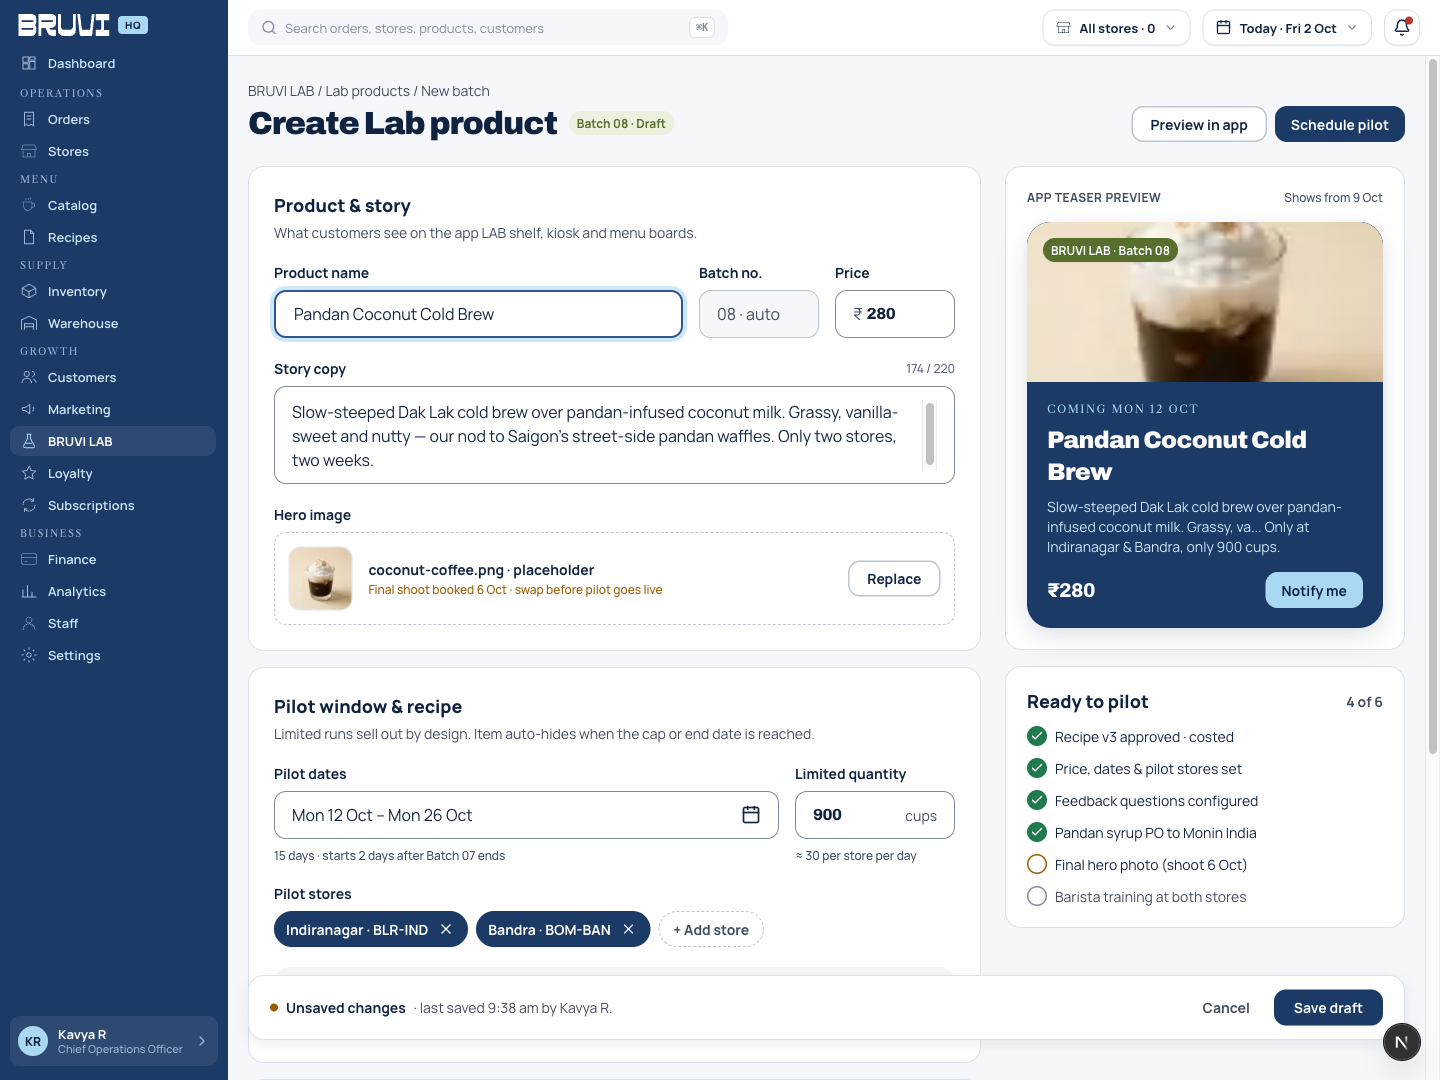 BRUVI HQ
Dashboard
OPERATIONS
Orders
Stores
MENU
Catalog
Recipes
SUPPLY
Inventory
Warehouse
GROWTH
Customers
Marketing
BRUVI LAB
Loyalty
Subscriptions
BUSINESS
Finance
Analytics
Staff
Settings
KR
Kavya R
Chief Operations Officer
Search orders, stores, products, customers
⌘K
All stores · 0
Today · Fri 2 Oct
BRUVI LAB / Lab products / New batch
Create Lab product
Batch 08 · Draft
Preview in app
Schedule pilot
Product & story
What customers see on the app LAB shelf, kiosk and menu boards.
Product name
Batch no.
Price
Pandan Coconut Cold Brew
08 · auto
₹ 280
Story copy
174 / 220
Slow-steeped Dak Lak cold brew over pandan-infused coconut milk. Grassy, vanilla-
sweet and nutty — our nod to Saigon's street-side pandan waffles. Only two stores,
two weeks.
Hero image
coconut-coffee.png · placeholder
Final shoot booked 6 Oct · swap before pilot goes live
Replace
Pilot window & recipe
Limited runs sell out by design. Item auto-hides when the cap or end date is reached.
Pilot dates
Limited quantity
Mon 12 Oct – Mon 26 Oct
900 cups
15 days · starts 2 days after Batch 07 ends
≈ 30 per store per day
Pilot stores
Indiranagar · BLR-IND
Bandra · BOM-BAN
+ Add store
APP TEASER PREVIEW
Shows from 9 Oct
BRUVI LAB · Batch 08
COMING MON 12 OCT
Pandan Coconut Cold
Brew
Slow-steeped Dak Lak cold brew over pandan-
infused coconut milk. Grassy, va... Only at
Indiranagar & Bandra, only 900 cups.
₹280
Notify me
Ready to pilot
4 of 6
Recipe v3 approved · costed
Price, dates & pilot stores set
Feedback questions configured
Pandan syrup PO to Monin India
Final hero photo (shoot 6 Oct)
Barista training at both stores
Unsaved changes · last saved 9:38 am by Kavya R.
Cancel
Save draft
N